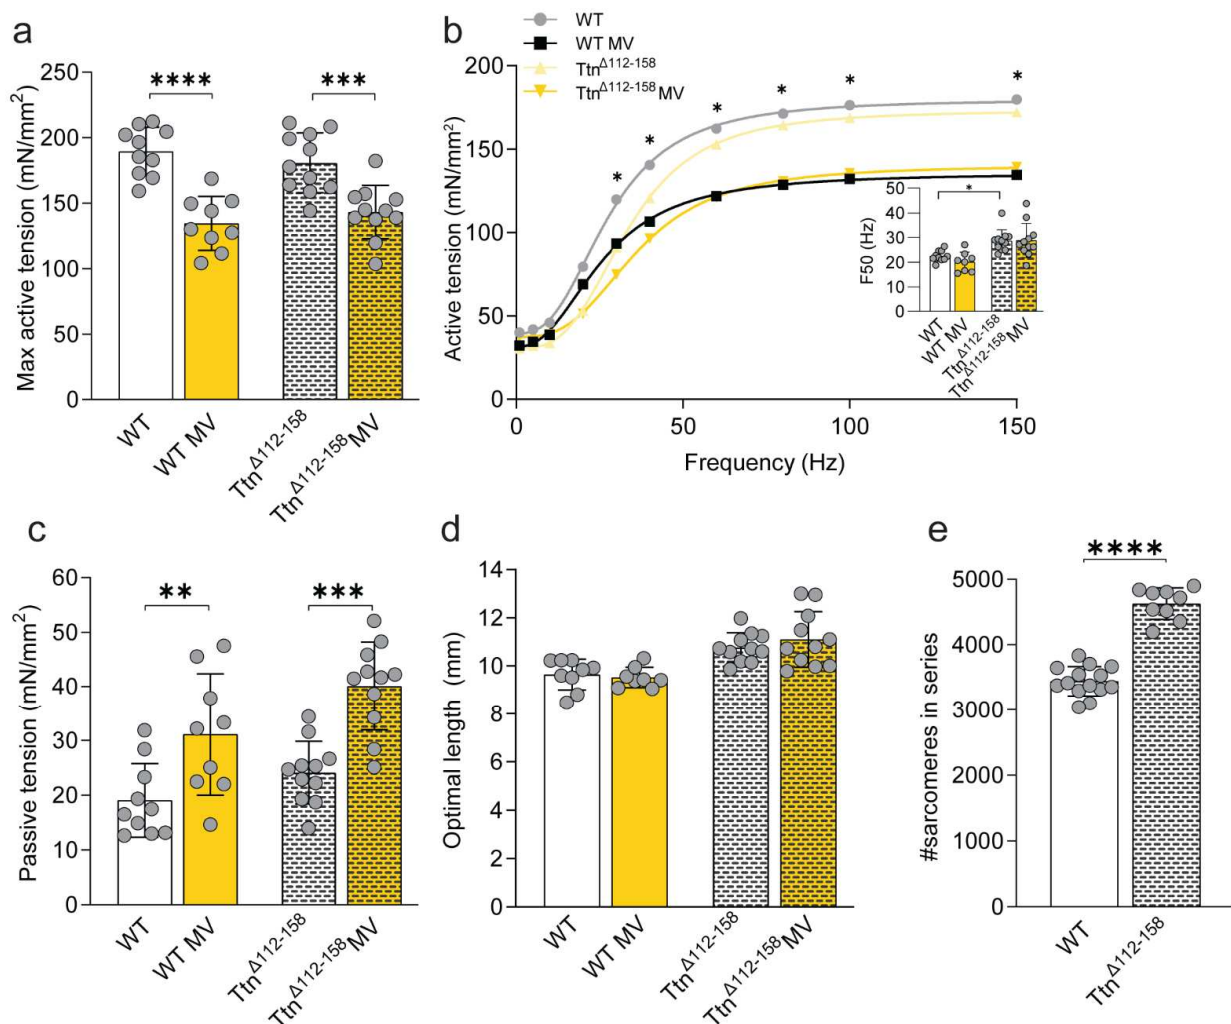 a
Max active tension (mN/mm²)
250
200
150
100
50
0
**** ***
WT
WT MV
Ttn^Δ112-158
Ttn^Δ112-158 MV
b
WT
WT MV
Ttn^Δ112-158
Ttn^Δ112-158 MV
Active tension (mN/mm²)
200
150
100
50
0
* * * * * *
0 50 100 150
Frequency (Hz)
F50 (Hz)
50
40
30
20
10
0
*
WT
WT MV
Ttn^Δ112-158
Ttn^Δ112-158 MV
c
Passive tension (mN/mm²)
60
50
40
30
20
10
0
** ***
WT
WT MV
Ttn^Δ112-158
Ttn^Δ112-158 MV
d
Optimal length (mm)
14
12
10
8
6
4
2
0
WT
WT MV
Ttn^Δ112-158
Ttn^Δ112-158 MV
e
#sarcomeres in series
5000
4000
3000
2000
1000
0
****
WT
Ttn^Δ112-158